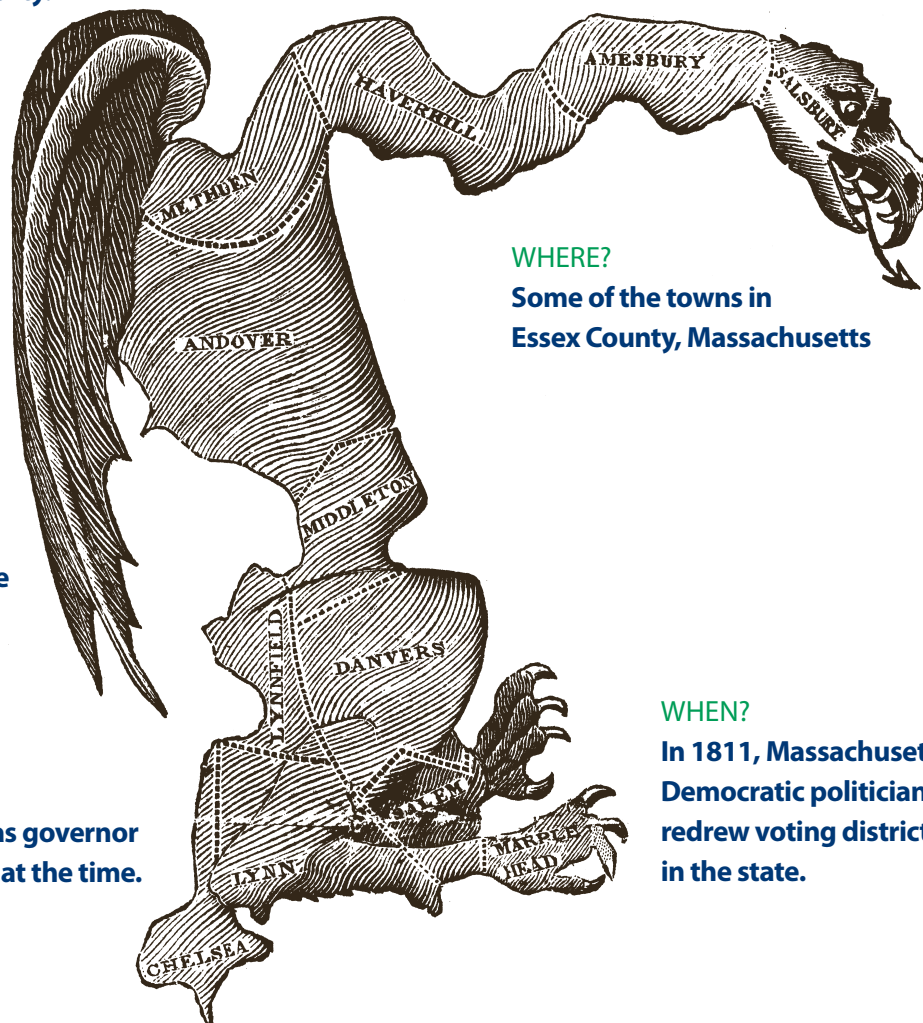 AMESBURY
SALSBURY
HAVERHILL
METHUEN
WHERE?
Some of the towns in
Essex County, Massachusetts
ANDOVER
MIDDLETON
LYNNFIELD
DANVERS
WHEN?
In 1811, Massachuset
Democratic politician
redrew voting district
in the state.
SALEM
as governor
at the time.
MARBLE
HEAD
LYNN
CHELSEA